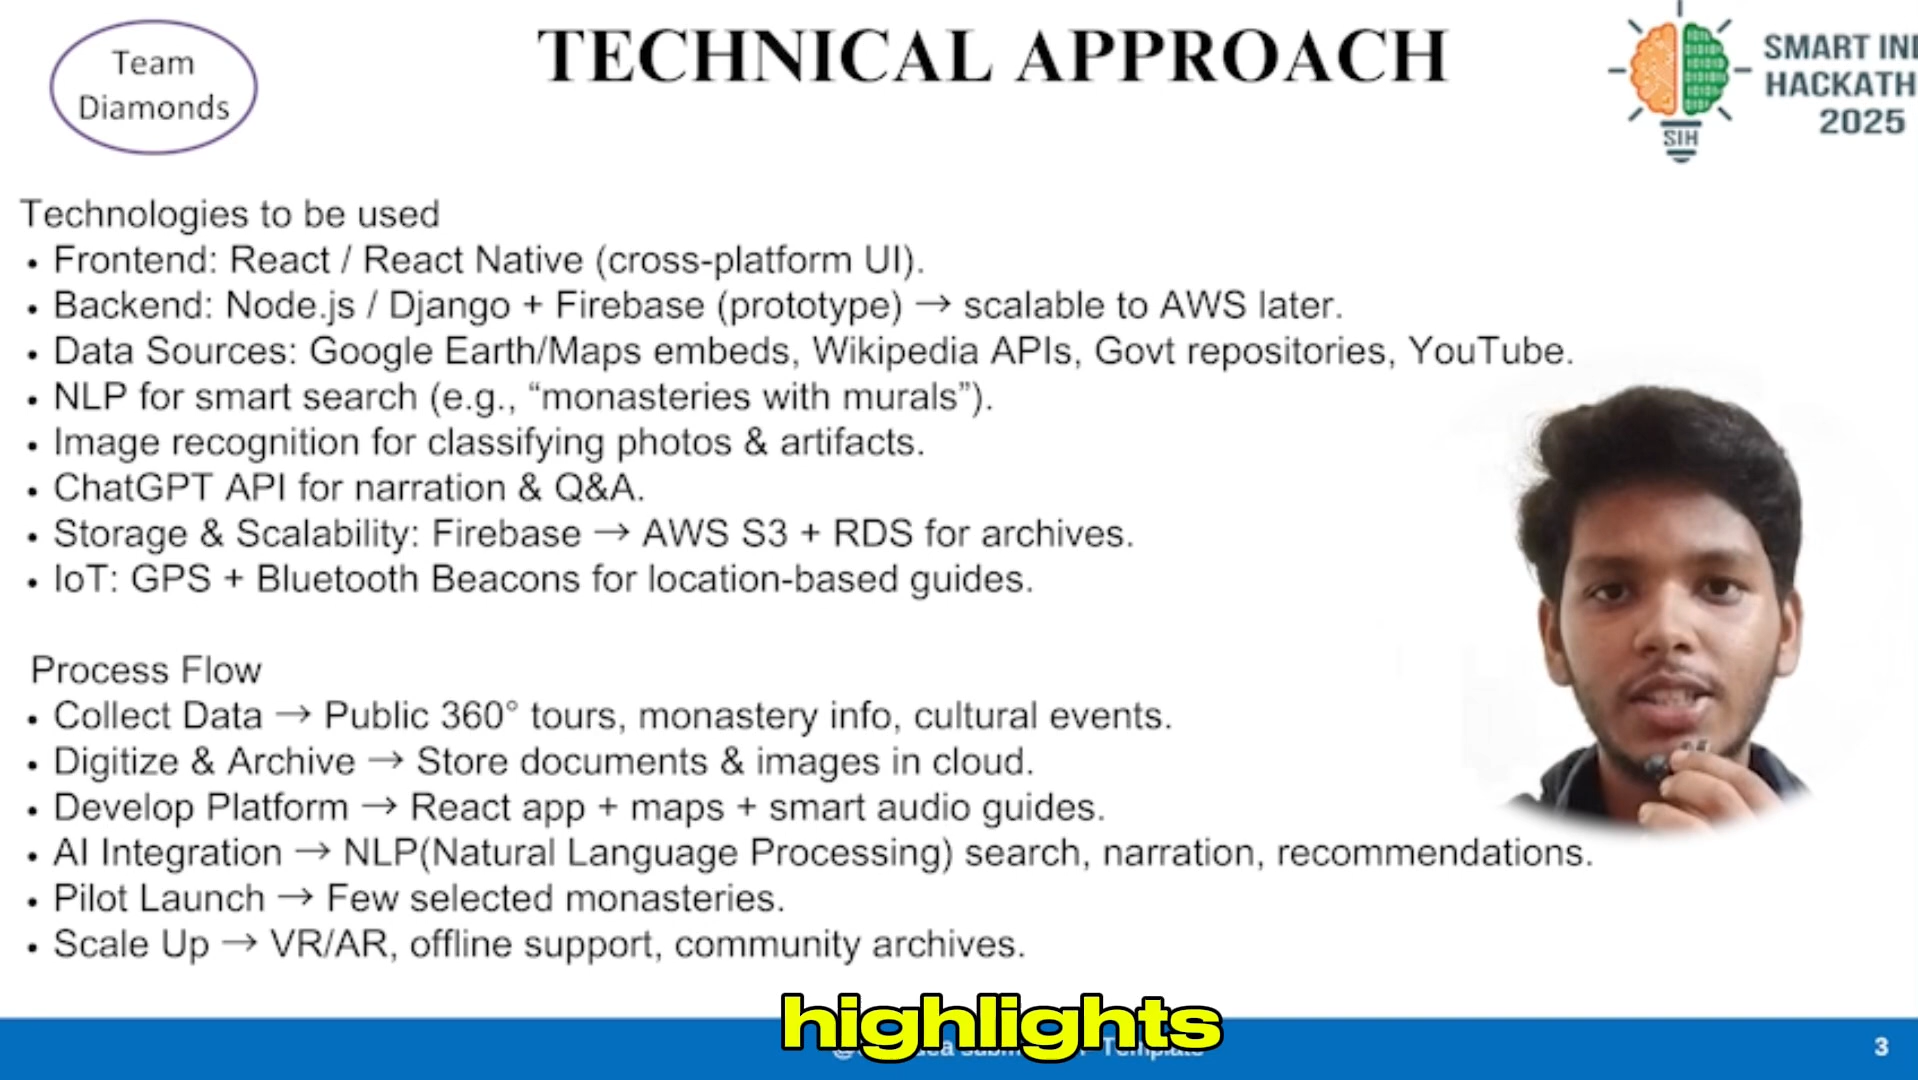 Team
Diamonds
TECHNICAL APPROACH
SMART IN
HACKATH
2025
SIH
Technologies to be used
• Frontend: React / React Native (cross-platform UI).
• Backend: Node.js / Django + Firebase (prototype) → scalable to AWS later.
• Data Sources: Google Earth/Maps embeds, Wikipedia APIs, Govt repositories, YouTube.
• NLP for smart search (e.g., “monasteries with murals”).
• Image recognition for classifying photos & artifacts.
• ChatGPT API for narration & Q&A.
• Storage & Scalability: Firebase → AWS S3 + RDS for archives.
• IoT: GPS + Bluetooth Beacons for location-based guides.
Process Flow
• Collect Data → Public 360° tours, monastery info, cultural events.
• Digitize & Archive → Store documents & images in cloud.
• Develop Platform → React app + maps + smart audio guides.
• AI Integration → NLP(Natural Language Processing) search, narration, recommendations.
• Pilot Launch → Few selected monasteries.
• Scale Up → VR/AR, offline support, community archives.
highlights
3